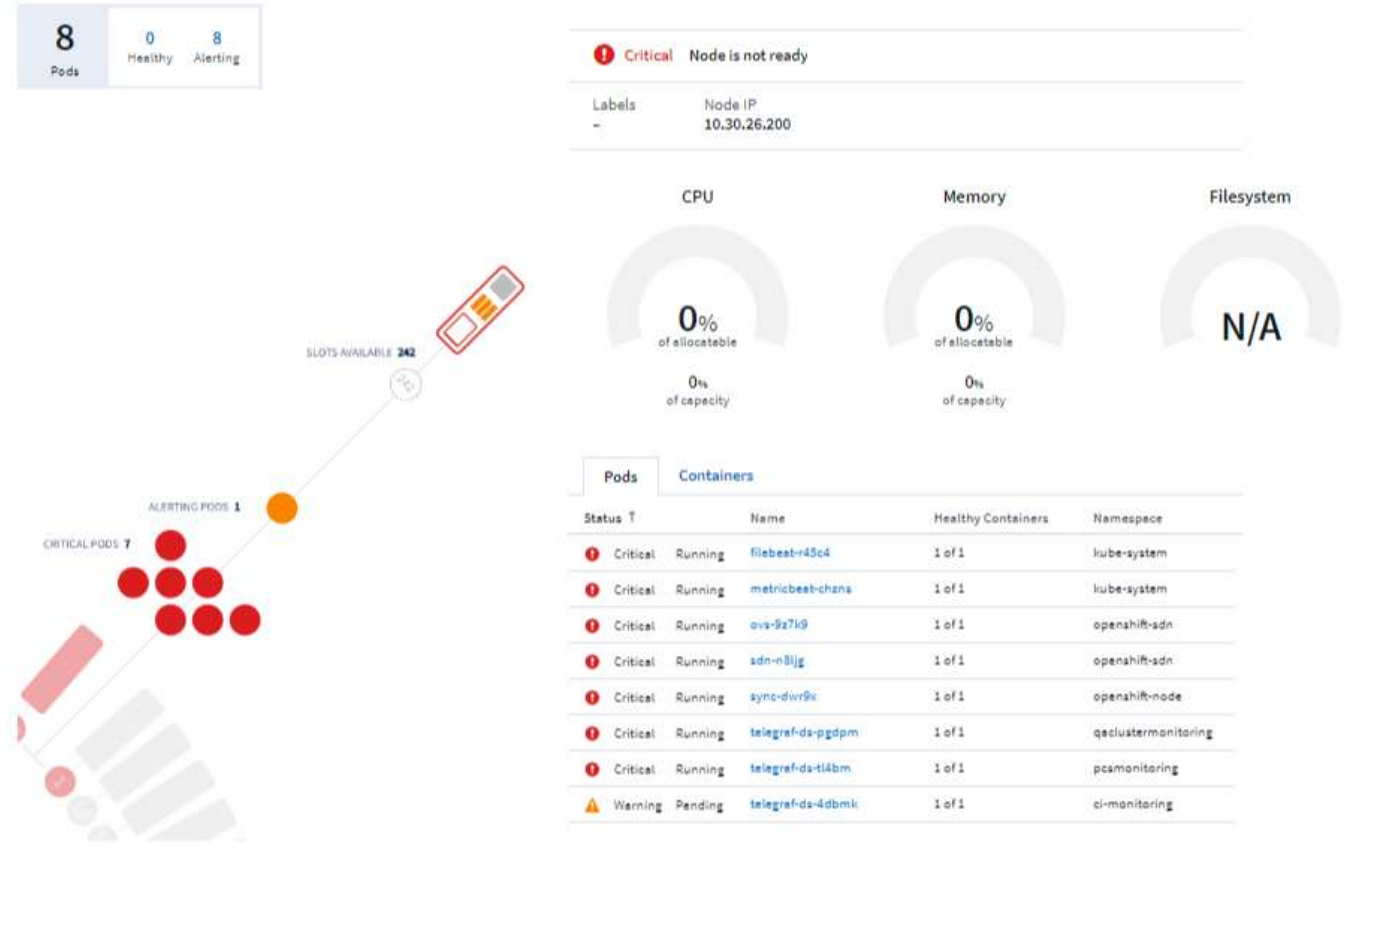 8
Pods
0
Healthy
8
Alerting
Critical Node is not ready
Labels
-
Node IP
10.30.26.200
CPU
0%
of allocatable
0%
of capacity
Memory
0%
of allocatable
0%
of capacity
Filesystem
N/A
SLOTS AVAILABLE 242
242
ALERTING PODS 1
CRITICAL PODS 7
Pods Containers
Status ↑ Name Healthy Containers Namespace
Critical Running filebeat-r45c4 1 of 1 kube-system
Critical Running metricbeat-chzns 1 of 1 kube-system
Critical Running ovs-9z7k9 1 of 1 openshift-sdn
Critical Running 1 of 1 openshift-sdn
Critical Running sync-dwr9x 1 of 1 openshift-node
Critical Running telegraf-ds-pgdpm 1 of 1 qaclustermonitoring
Critical Running telegraf-ds-tl4bm 1 of 1 pcsmonitoring
Warning Pending telegraf-ds-4dbmk 1 of 1 ci-monitoring